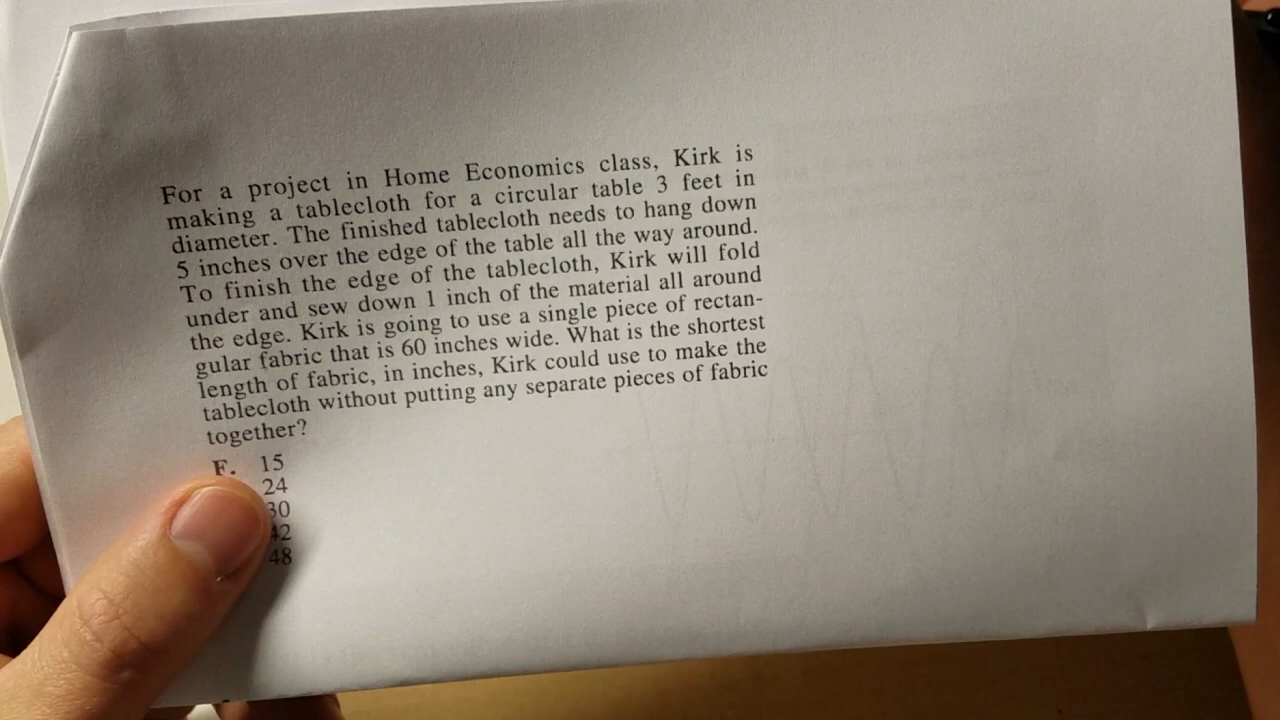 For a project in Home Economics class, Kirk is
making a tablecloth for a circular table 3 feet in
diameter. The finished tablecloth needs to hang down
5 inches over the edge of the table all the way around.
To finish the edge of the tablecloth, Kirk will fold
under and sew down 1 inch of the material all around
the edge. Kirk is going to use a single piece of rectan-
gular fabric that is 60 inches wide. What is the shortest
length of fabric, in inches, Kirk could use to make the
tablecloth without putting any separate pieces of fabric
together?
F. 15
24
30
42
48